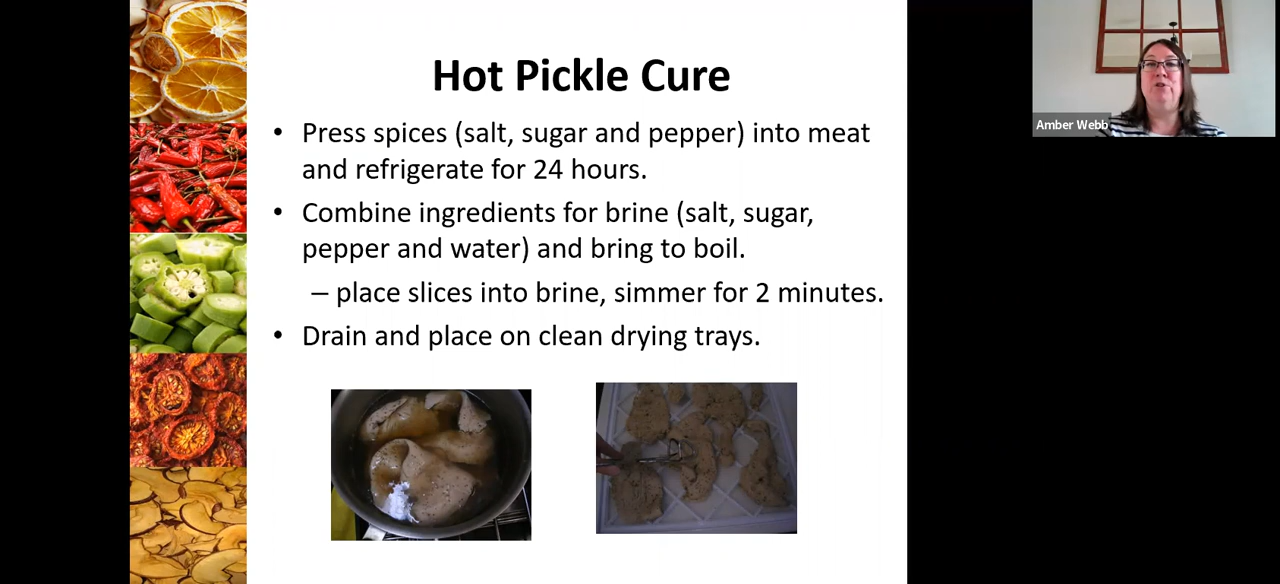 Hot Pickle Cure
• Press spices (salt, sugar and pepper) into meat
and refrigerate for 24 hours.
• Combine ingredients for brine (salt, sugar,
pepper and water) and bring to boil.
– place slices into brine, simmer for 2 minutes.
• Drain and place on clean drying trays.
Amber Webb